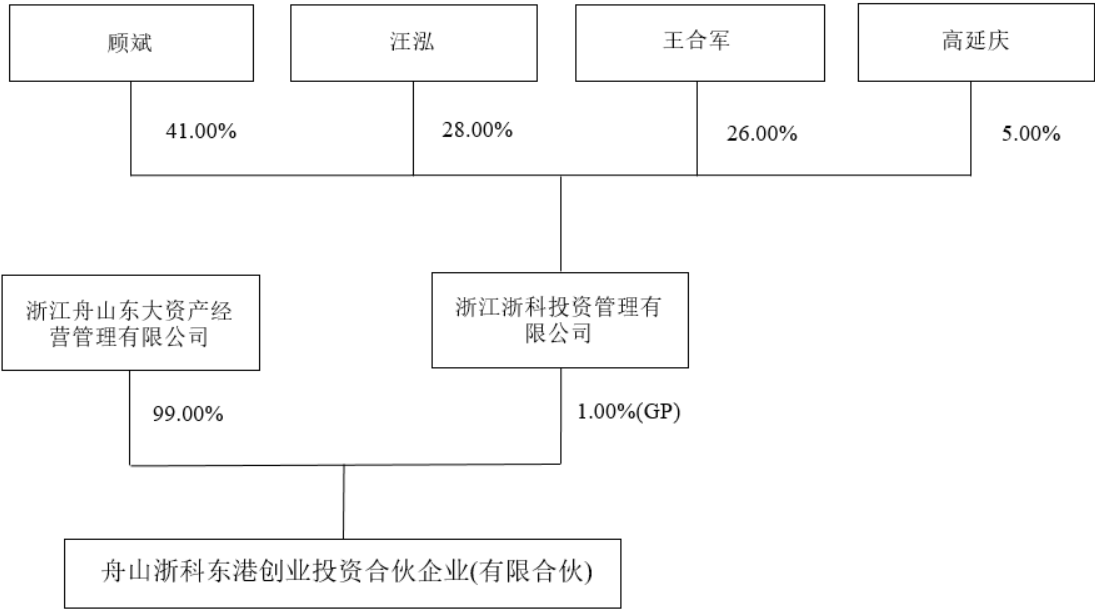 顾斌
汪泓
王合军
高延庆
41.00%
28.00%
26.00%
5.00%
浙江舟山东大资产经
营管理有限公司
浙江浙科投资管理有
限公司
99.00%
1.00%(GP)
舟山浙科东港创业投资合伙企业(有限合伙)